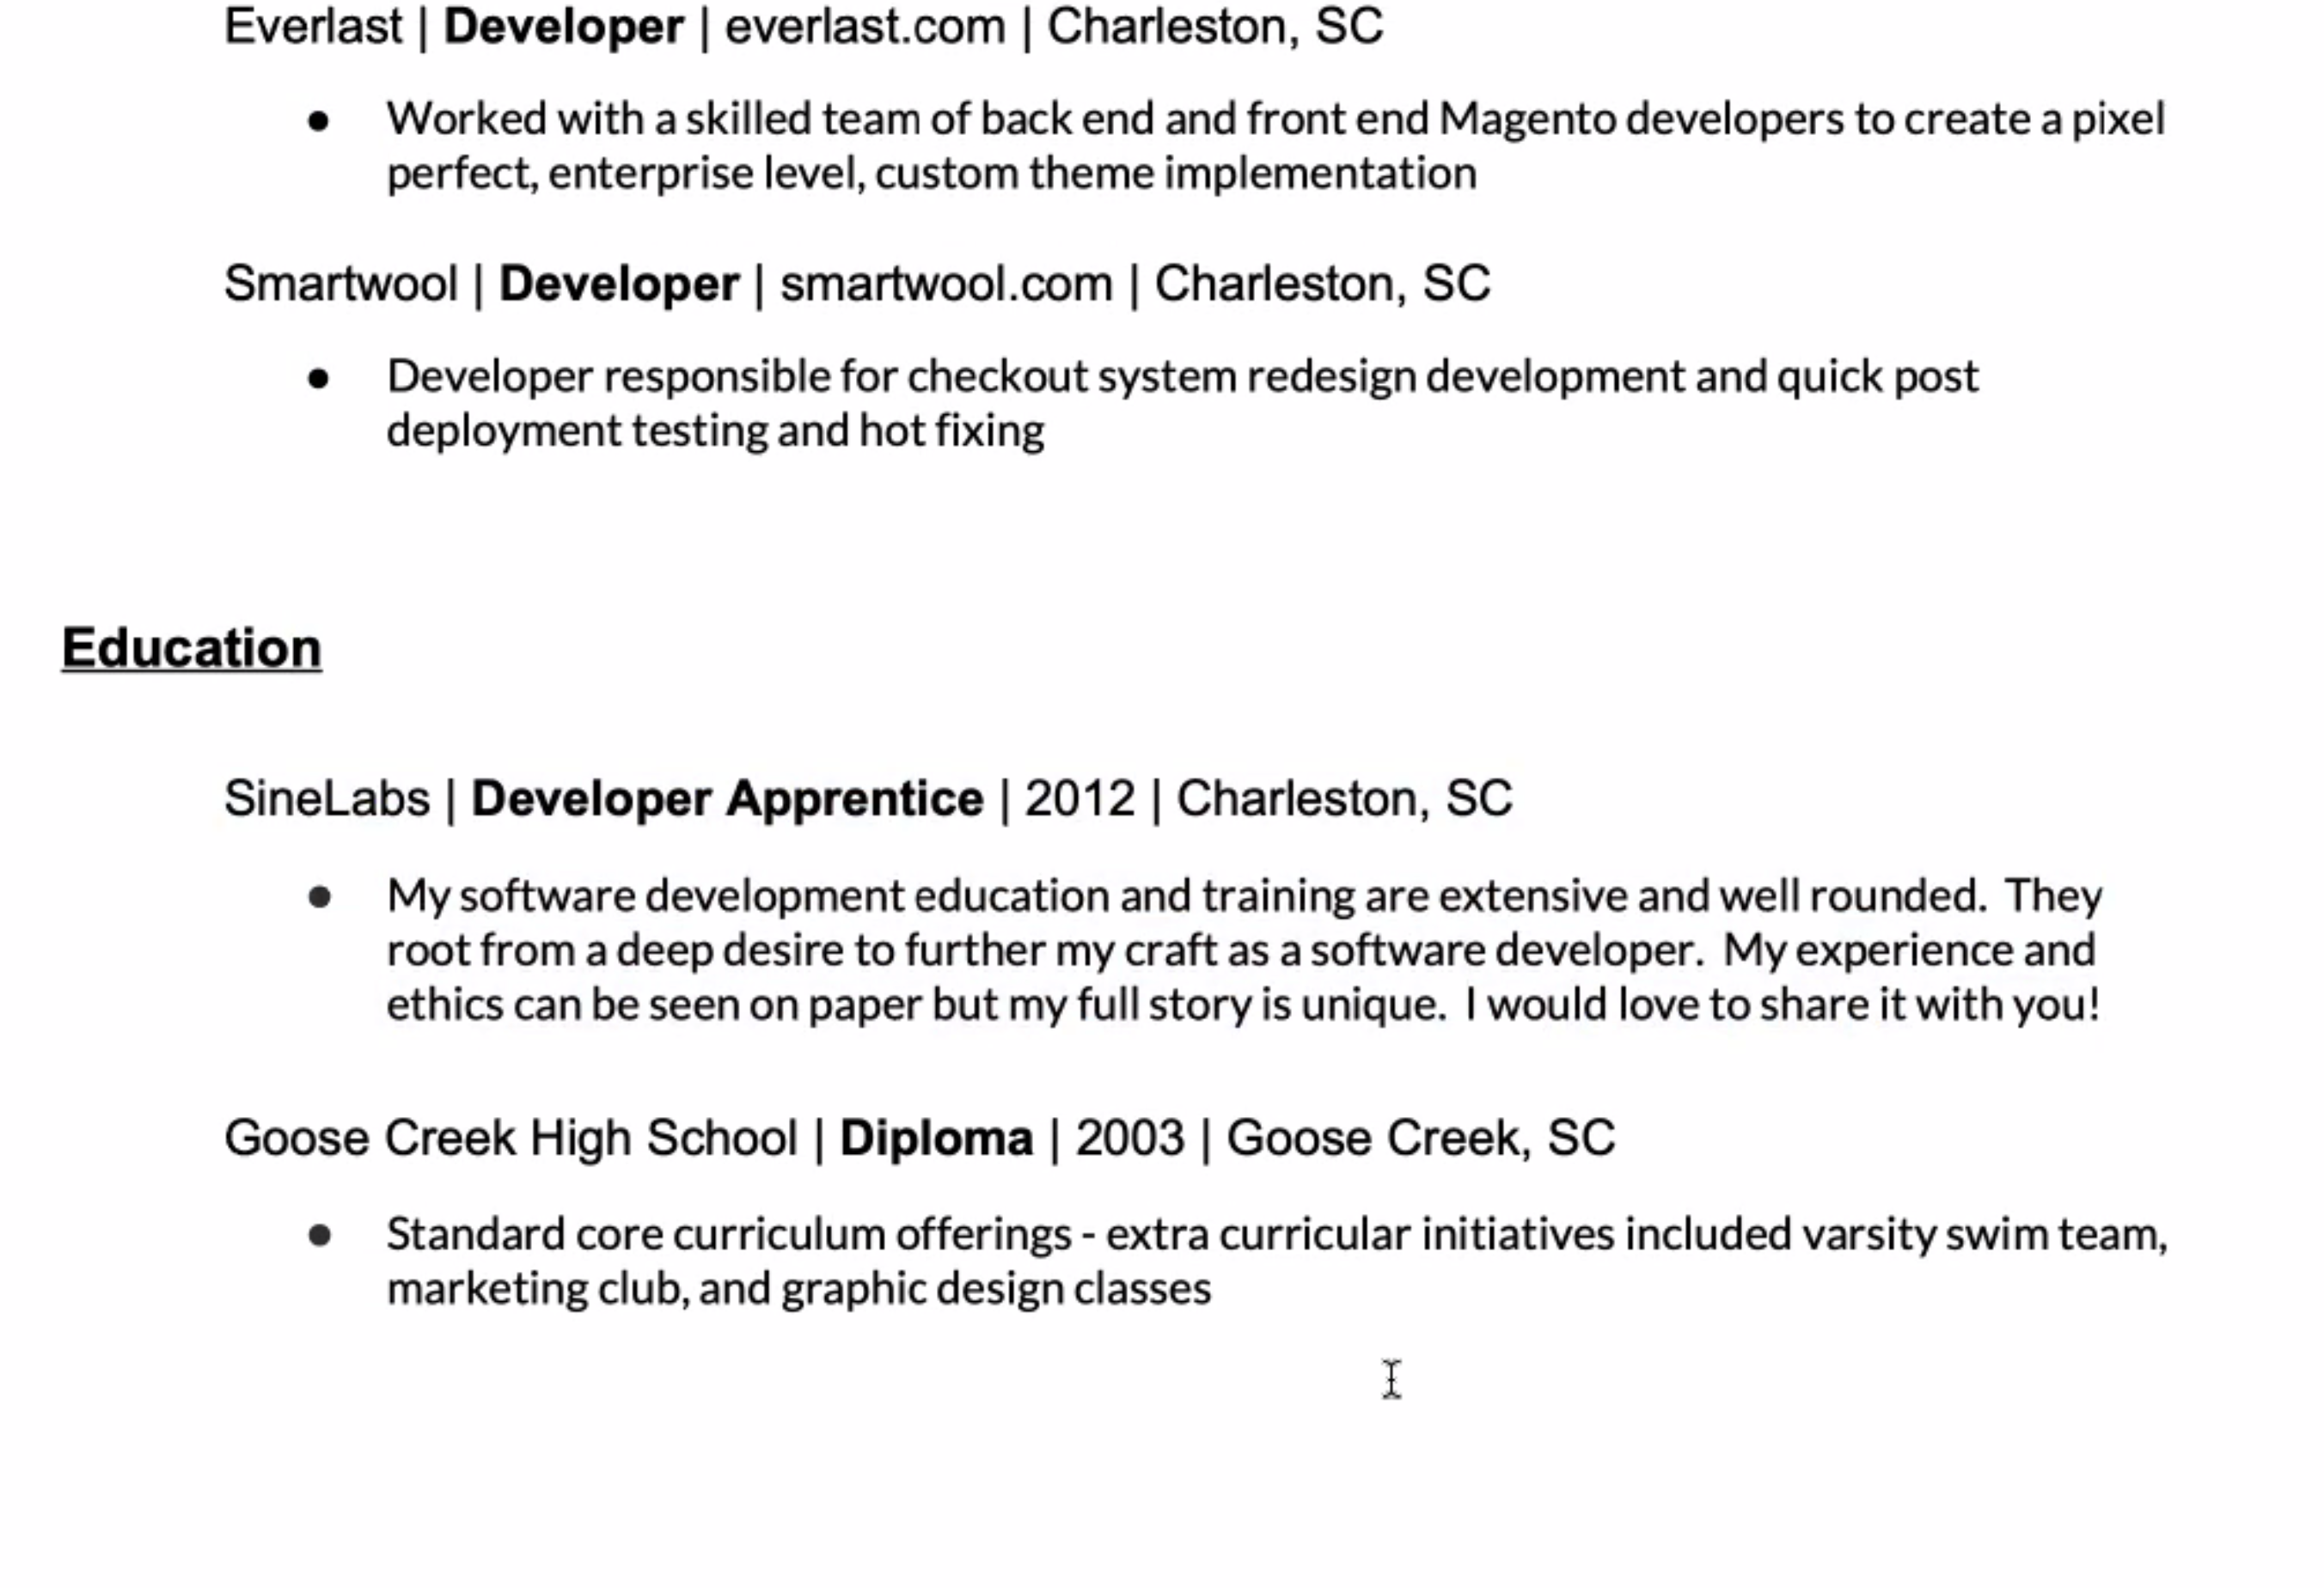 Everlast | Developer | everlast.com | Charleston, SC
● Worked with a skilled team of back end and front end Magento developers to create a pixel
perfect, enterprise level, custom theme implementation
Smartwool | Developer | smartwool.com | Charleston, SC
● Developer responsible for checkout system redesign development and quick post
deployment testing and hot fixing
Education
SineLabs | Developer Apprentice | 2012 | Charleston, SC
● My software development education and training are extensive and well rounded.  They
root from a deep desire to further my craft as a software developer.  My experience and
ethics can be seen on paper but my full story is unique.  I would love to share it with you!
Goose Creek High School | Diploma | 2003 | Goose Creek, SC
● Standard core curriculum offerings - extra curricular initiatives included varsity swim team,
marketing club, and graphic design classes